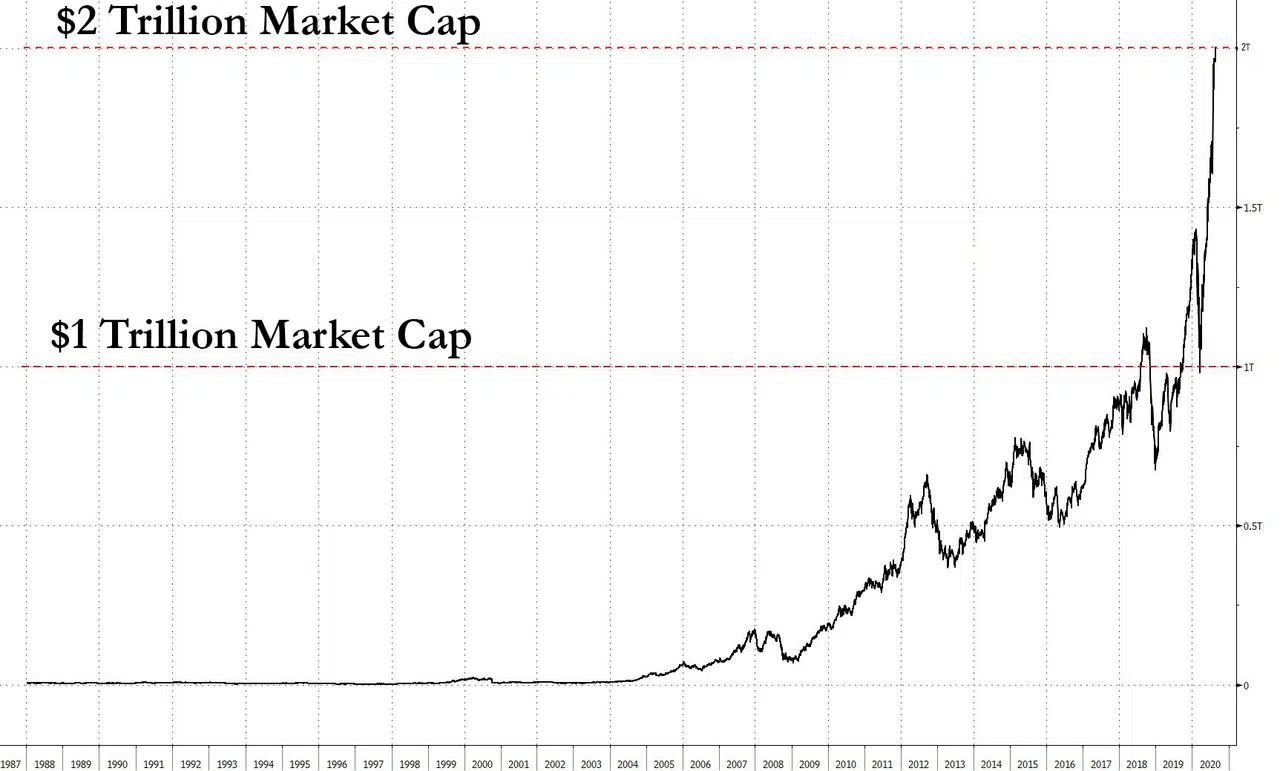 $2 Trillion Market Cap
2T
1.5T
$1 Trillion Market Cap
1T
0.5T
0
1987 1988 1989 1990 1991 1992 1993 1994 1995 1996 1997 1998 1999 2000 2001 2002 2003 2004 2005 2006 2007 2008 2009 2010 2011 2012 2013 2014 2015 2016 2017 2018 2019 2020